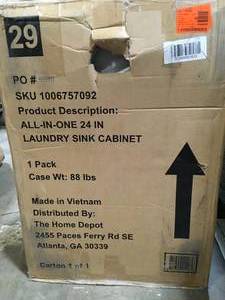 29
PO #
SKU 1006757092
Product Description:
ALL-IN-ONE 24 IN
LAUNDRY SINK CABINET
1 Pack
Case Wt: 88 lbs
Made in Vietnam
Distributed By:
The Home Depot
2455 Paces Ferry Rd SE
Atlanta, GA 30339
Carton 1 of 1